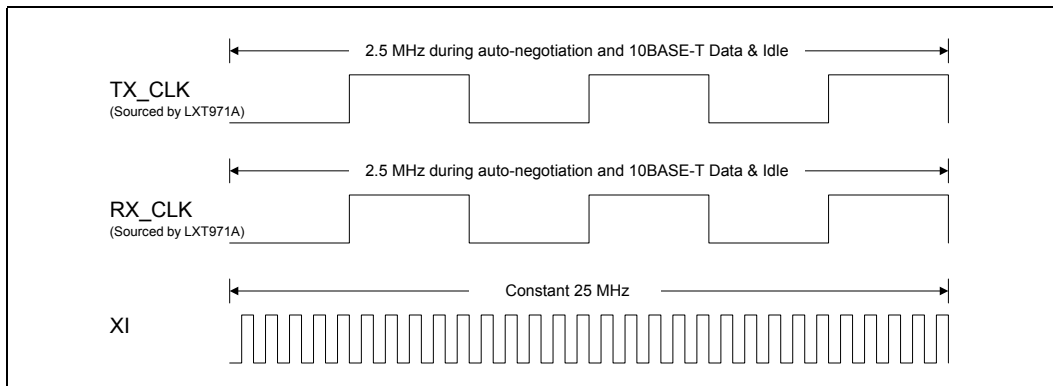 2.5 MHz during auto-negotiation and 10BASE-T Data & Idle
TX_CLK
(Sourced by LXT971A)
2.5 MHz during auto-negotiation and 10BASE-T Data & Idle
RX_CLK
(Sourced by LXT971A)
Constant 25 MHz
XI